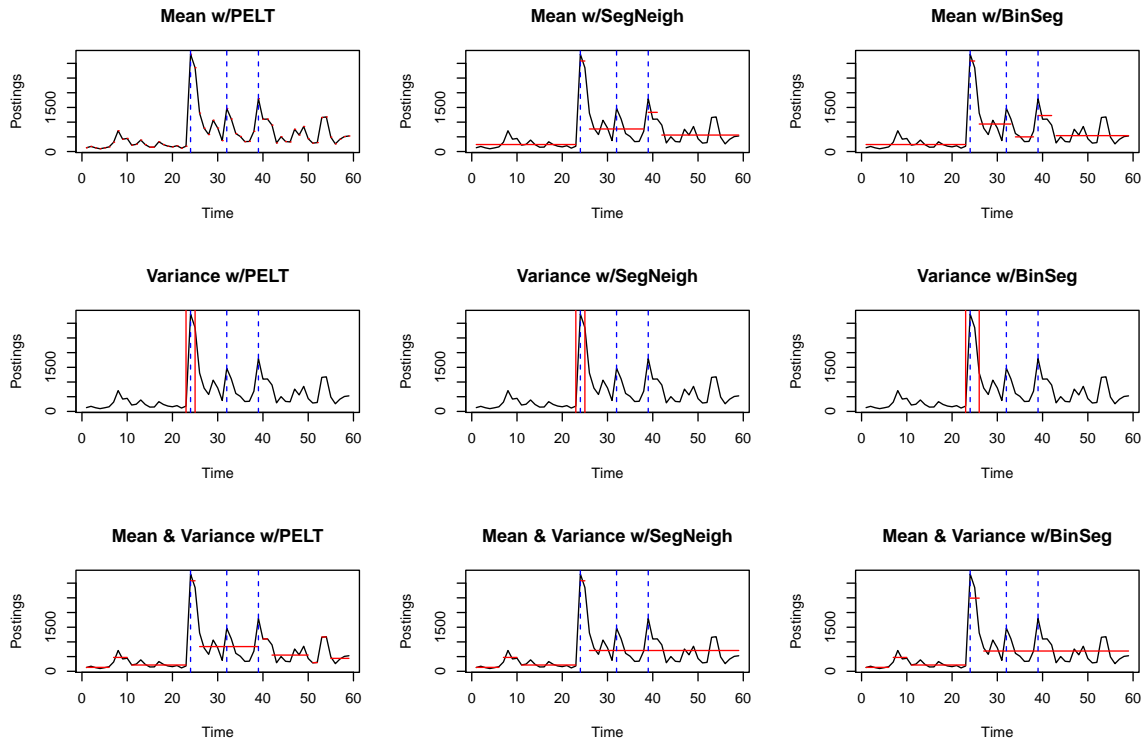 Mean w/PELT
Postings
0 1500
0 10 20 30 40 50 60
Time
Mean w/SegNeigh
Postings
0 1500
0 10 20 30 40 50 60
Time
Mean w/BinSeg
Postings
0 1500
0 10 20 30 40 50 60
Time
Variance w/PELT
Postings
0 1500
0 10 20 30 40 50 60
Time
Variance w/SegNeigh
Postings
0 1500
0 10 20 30 40 50 60
Time
Variance w/BinSeg
Postings
0 1500
0 10 20 30 40 50 60
Time
Mean & Variance w/PELT
Postings
0 1500
0 10 20 30 40 50 60
Time
Mean & Variance w/SegNeigh
Postings
0 1500
0 10 20 30 40 50 60
Time
Mean & Variance w/BinSeg
Postings
0 1500
0 10 20 30 40 50 60
Time